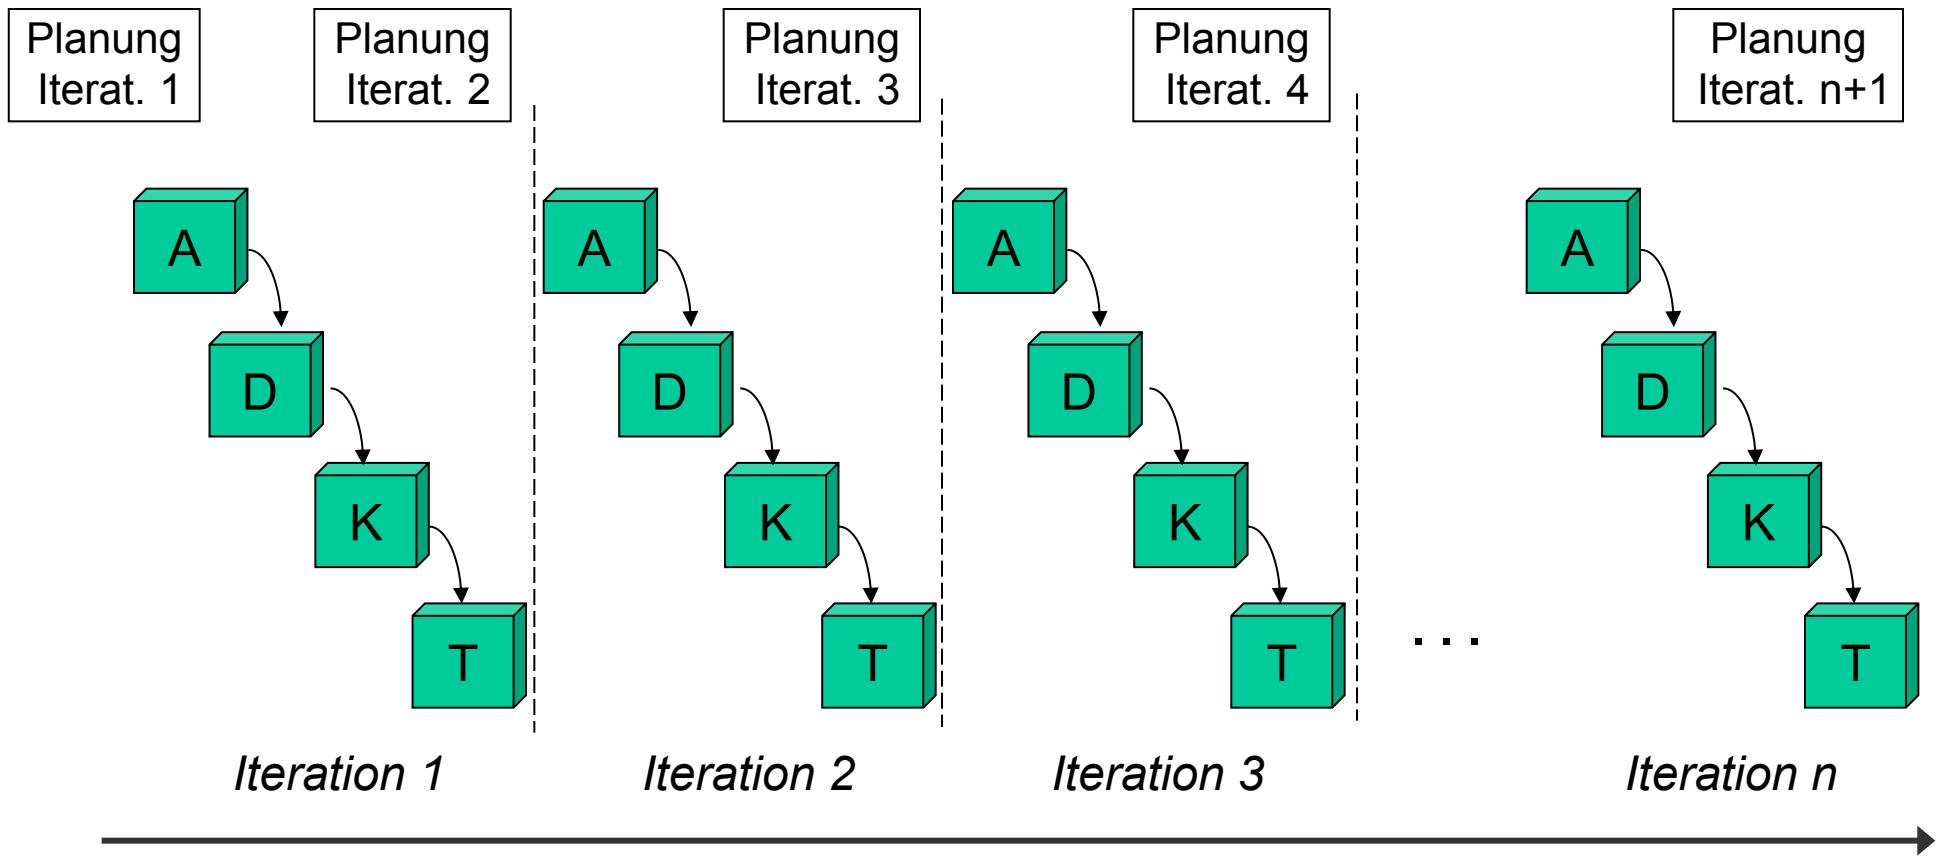 Planung
Iterat. 1
Planung
Iterat. 2
Planung
Iterat. 3
Planung
Iterat. 4
Planung
Iterat. n+1
A
D
K
T
A
D
K
T
A
D
K
T
. . .
A
D
K
T
Iteration 1
Iteration 2
Iteration 3
Iteration n